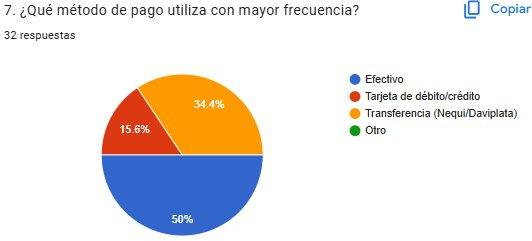 7. ¿Qué método de pago utiliza con mayor frecuencia?
Copiar
32 respuestas
34.4%
15.6%
50%
Efectivo
Tarjeta de débito/crédito
Transferencia (Nequi/Daviplata)
Otro